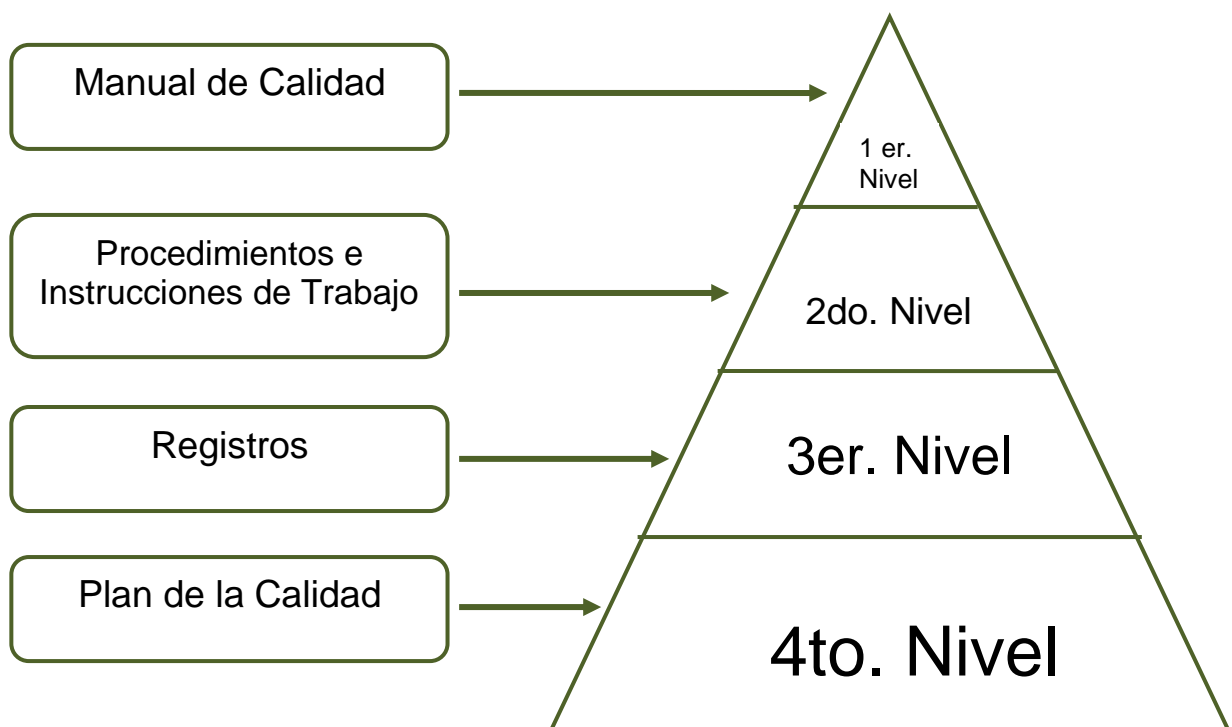 Manual de Calidad
1 er.
Nivel
Procedimientos e
Instrucciones de Trabajo
2do. Nivel
Registros
3er. Nivel
Plan de la Calidad
4to. Nivel